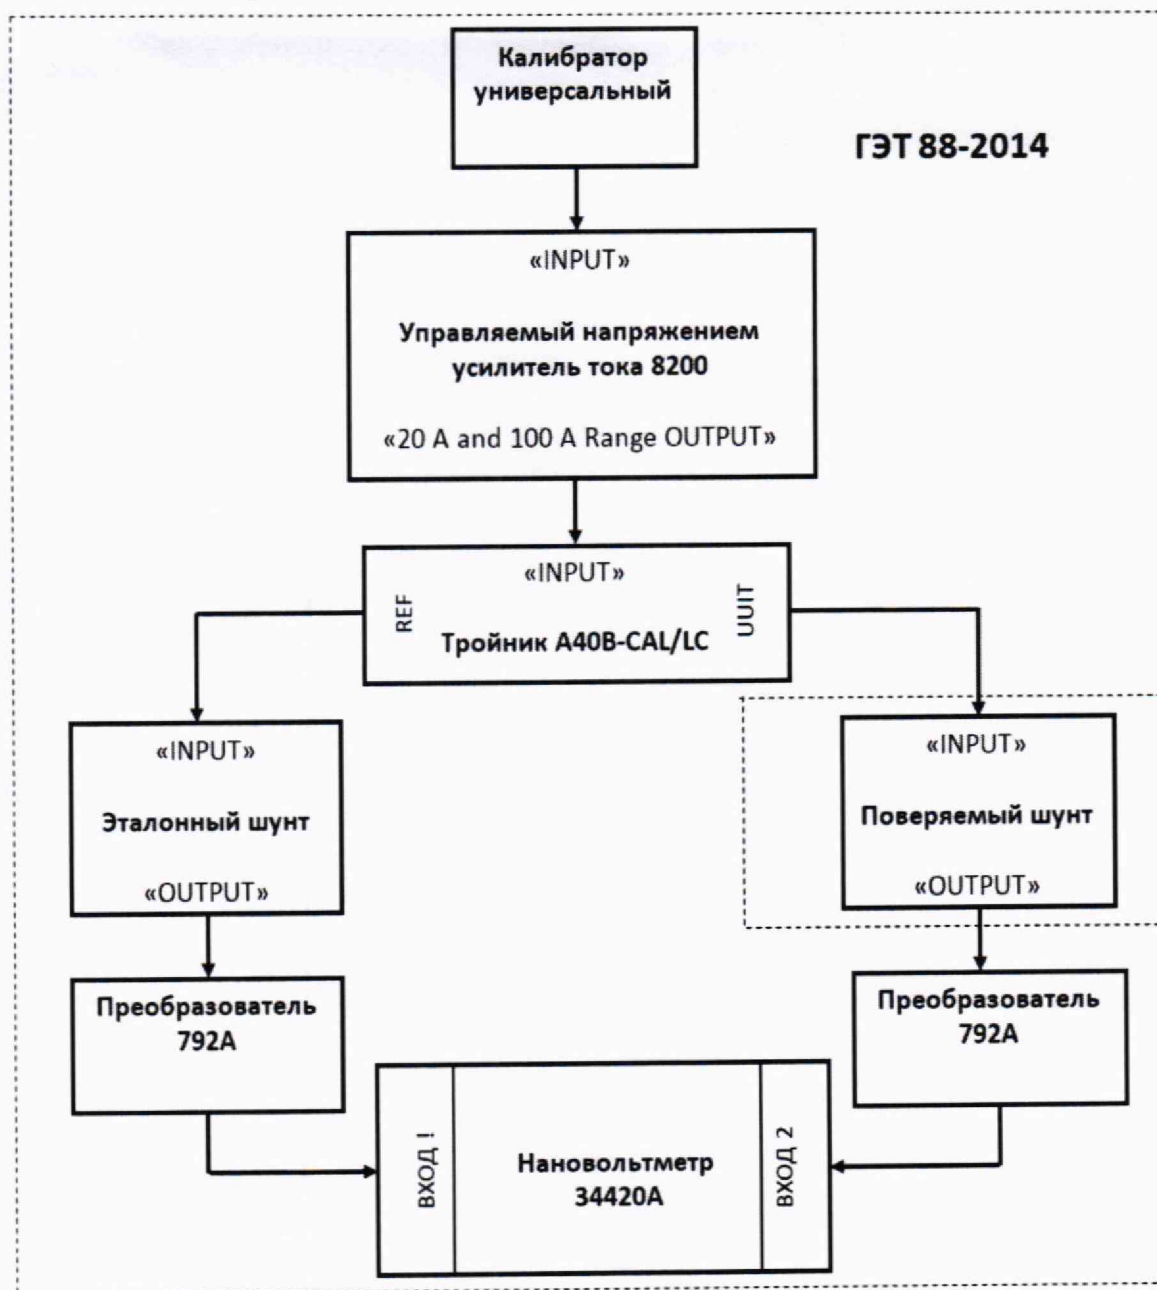 Калибратор
универсальный
ГЭТ 88-2014
«INPUT»
Управляемый напряжением
усилитель тока 8200
«20 A and 100 A Range OUTPUT»
«INPUT»
REF
UUIT
Тройник A40B-CAL/LC
«INPUT»
Эталонный шунт
«OUTPUT»
«INPUT»
Поверяемый шунт
«OUTPUT»
Преобразователь
792A
Преобразователь
792A
ВХОД !
Нановольтметр
34420A
ВХОД 2